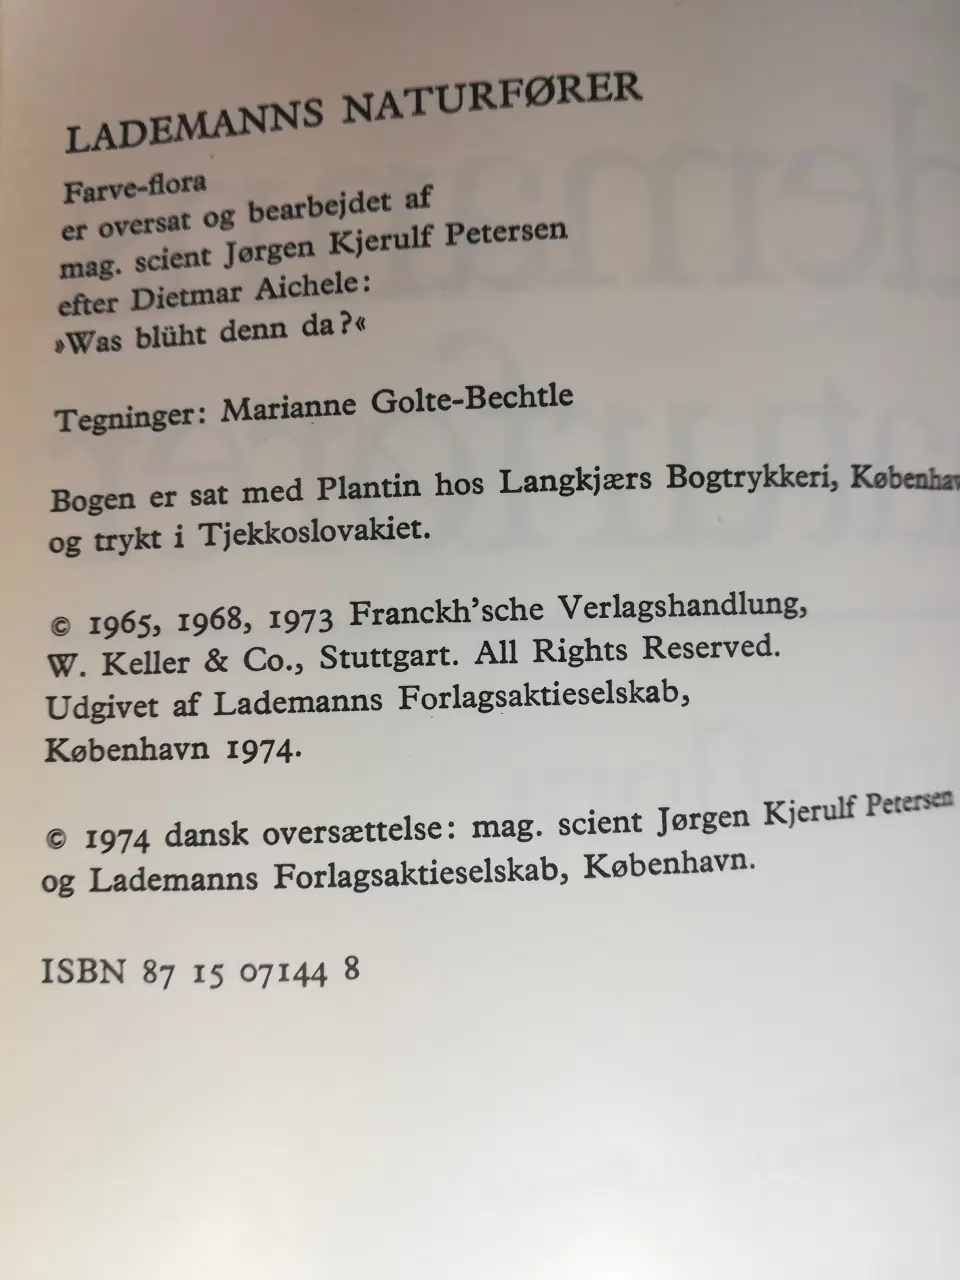 LADEMANNS NATURFØRER
Farve-flora
er oversat og bearbejdet af
mag. scient Jørgen Kjerulf Petersen
efter Dietmar Aichele:
»Was blüht denn da?«
Tegninger: Marianne Golte-Bechtle
Bogen er sat med Plantin hos Langkjærs Bogtrykkeri, Københav
og trykt i Tjekkoslovakiet.
© 1965, 1968, 1973 Franckh'sche Verlagshandlung,
W. Keller & Co., Stuttgart. All Rights Reserved.
Udgivet af Lademanns Forlagsaktieselskab,
København 1974.
© 1974 dansk oversættelse: mag. scient Jørgen Kjerulf Petersen
og Lademanns Forlagsaktieselskab, København.
ISBN 87 15 07144 8